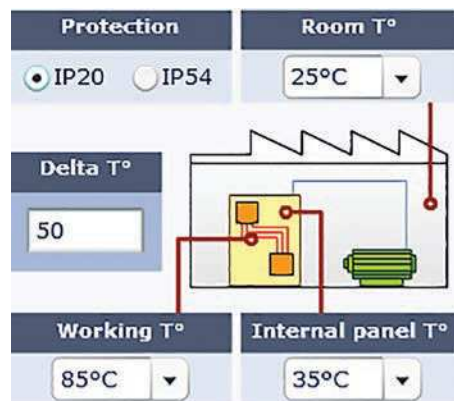 Protection
IP20 IP54
Room T°
25°C
Delta T°
50
Working T°
85°C
Internal panel T°
35°C